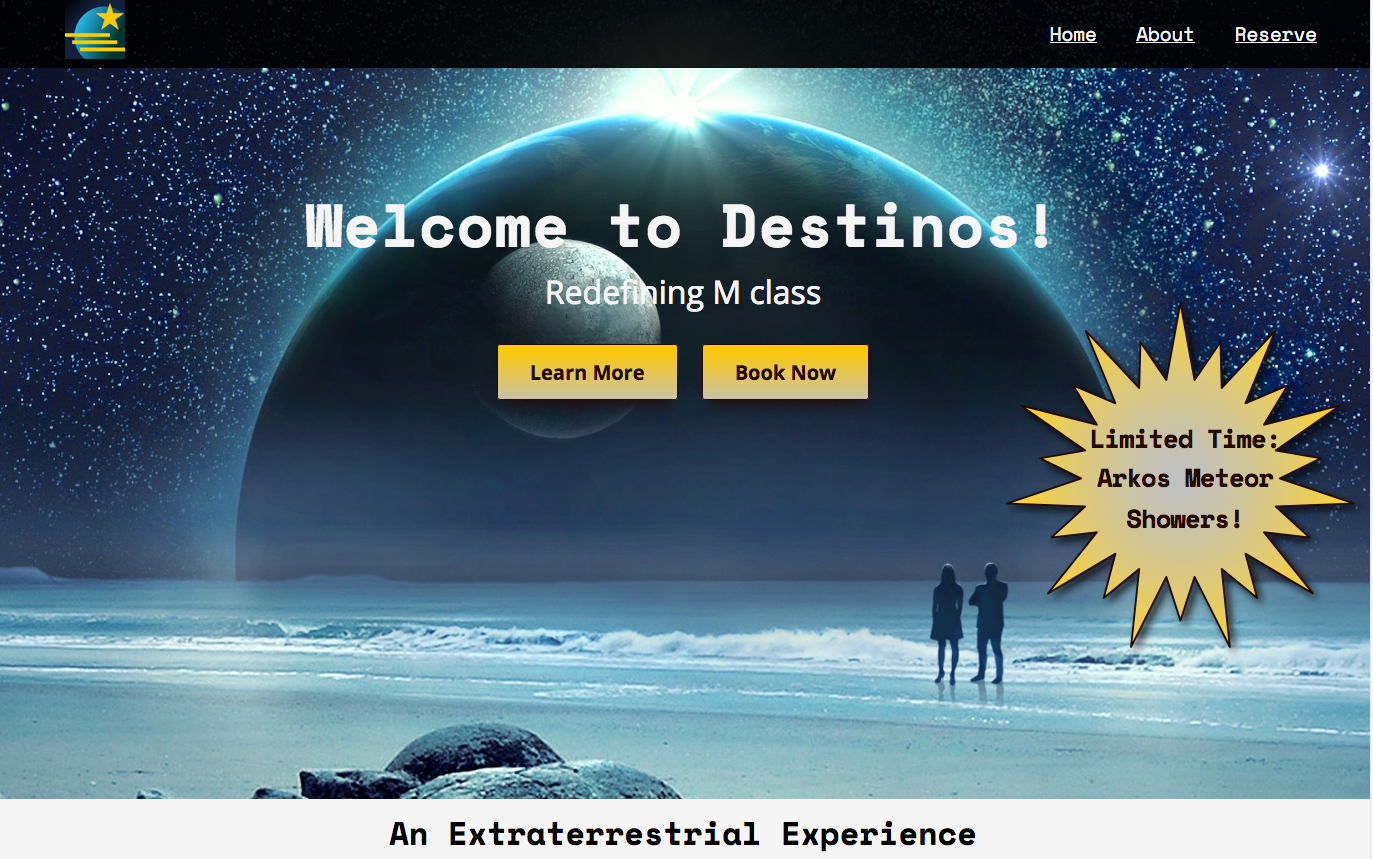 Home About Reserve
Welcome to Destinos!
Redefining M class
Learn More Book Now
Limited Time:
Arkos Meteor
Showers!
An Extraterrestrial Experience